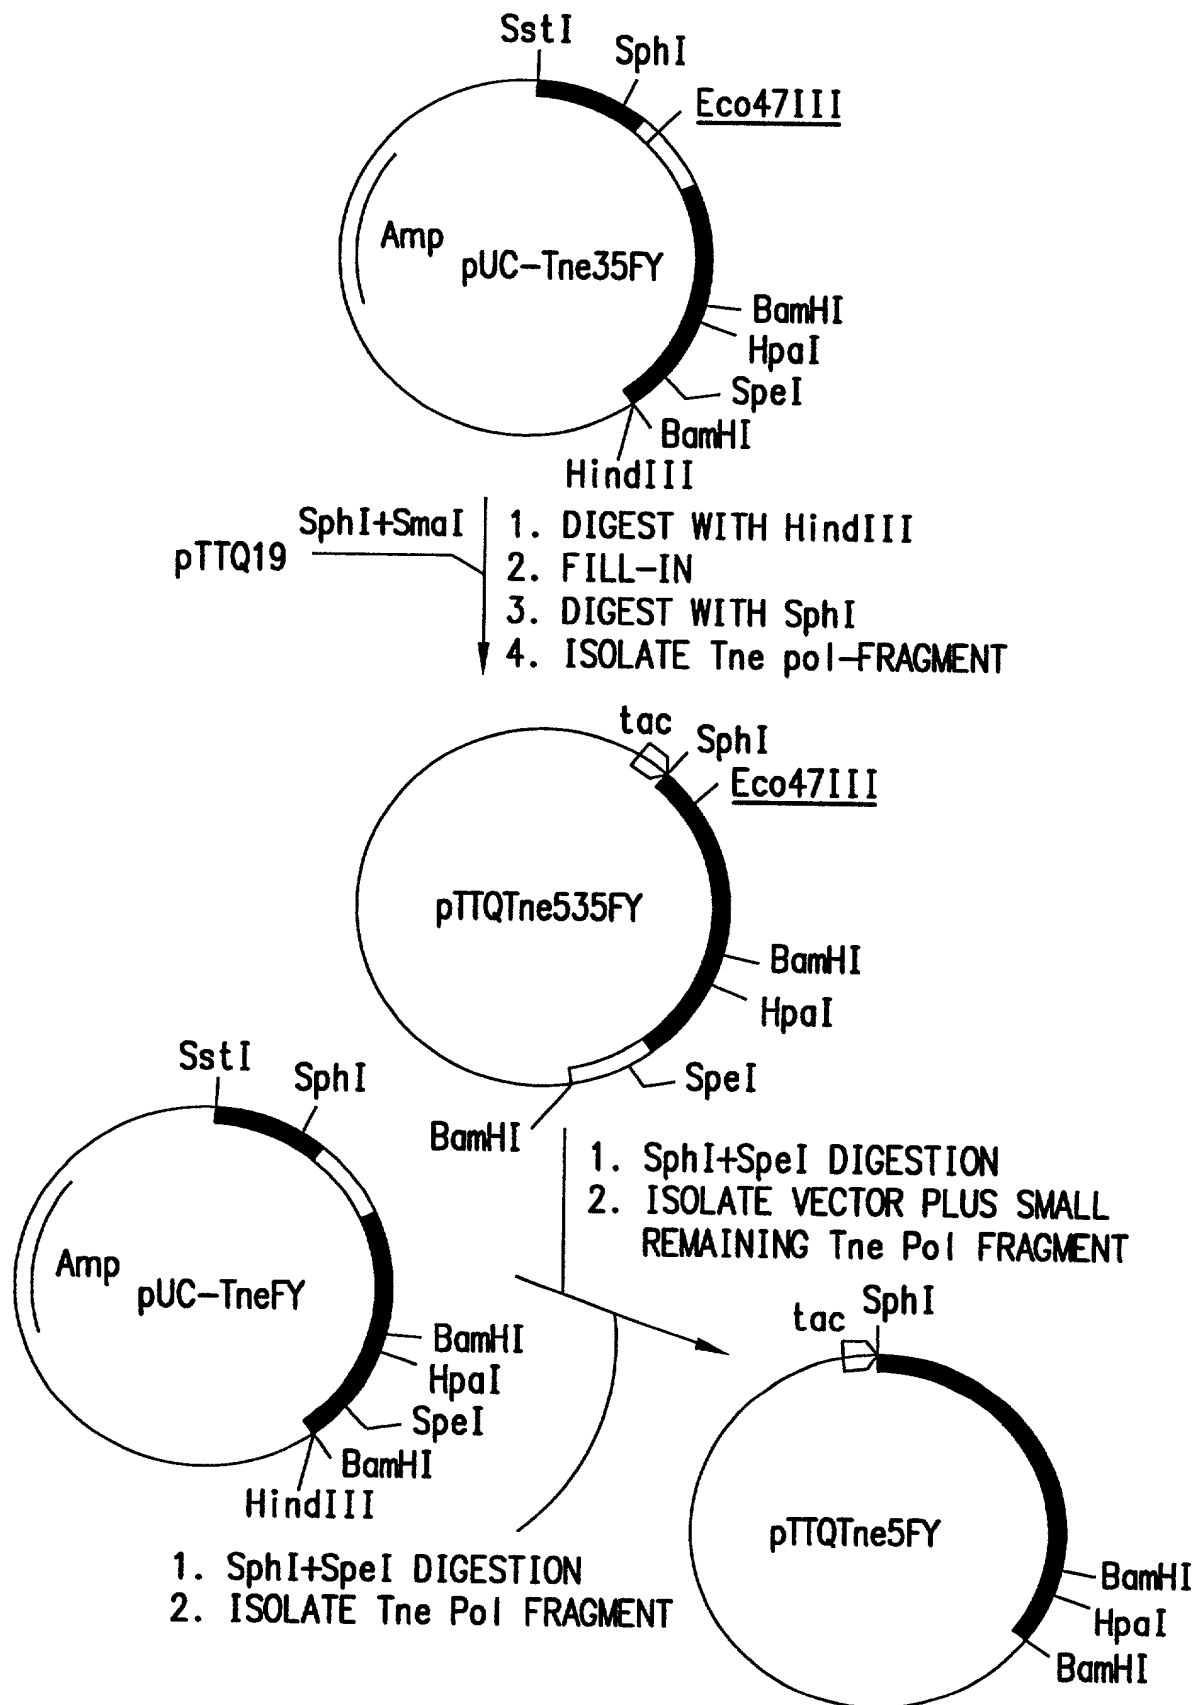 SstI
SphI
Eco47III
Amp
pUC-Tne35FY
BamHI
HpaI
SpeI
BamHI
HindIII
pTTQ19
SphI+SmaI
1. DIGEST WITH HindIII
2. FILL-IN
3. DIGEST WITH SphI
4. ISOLATE Tne pol-FRAGMENT
tac
SphI
Eco47III
pTTQTne535FY
BamHI
HpaI
SpeI
BamHI
1. SphI+SpeI DIGESTION
2. ISOLATE VECTOR PLUS SMALL
REMAINING Tne Pol FRAGMENT
SstI
SphI
Amp
pUC-TneFY
BamHI
HpaI
SpeI
BamHI
HindIII
1. SphI+SpeI DIGESTION
2. ISOLATE Tne Pol FRAGMENT
tac
SphI
pTTQTne5FY
BamHI
HpaI
BamHI